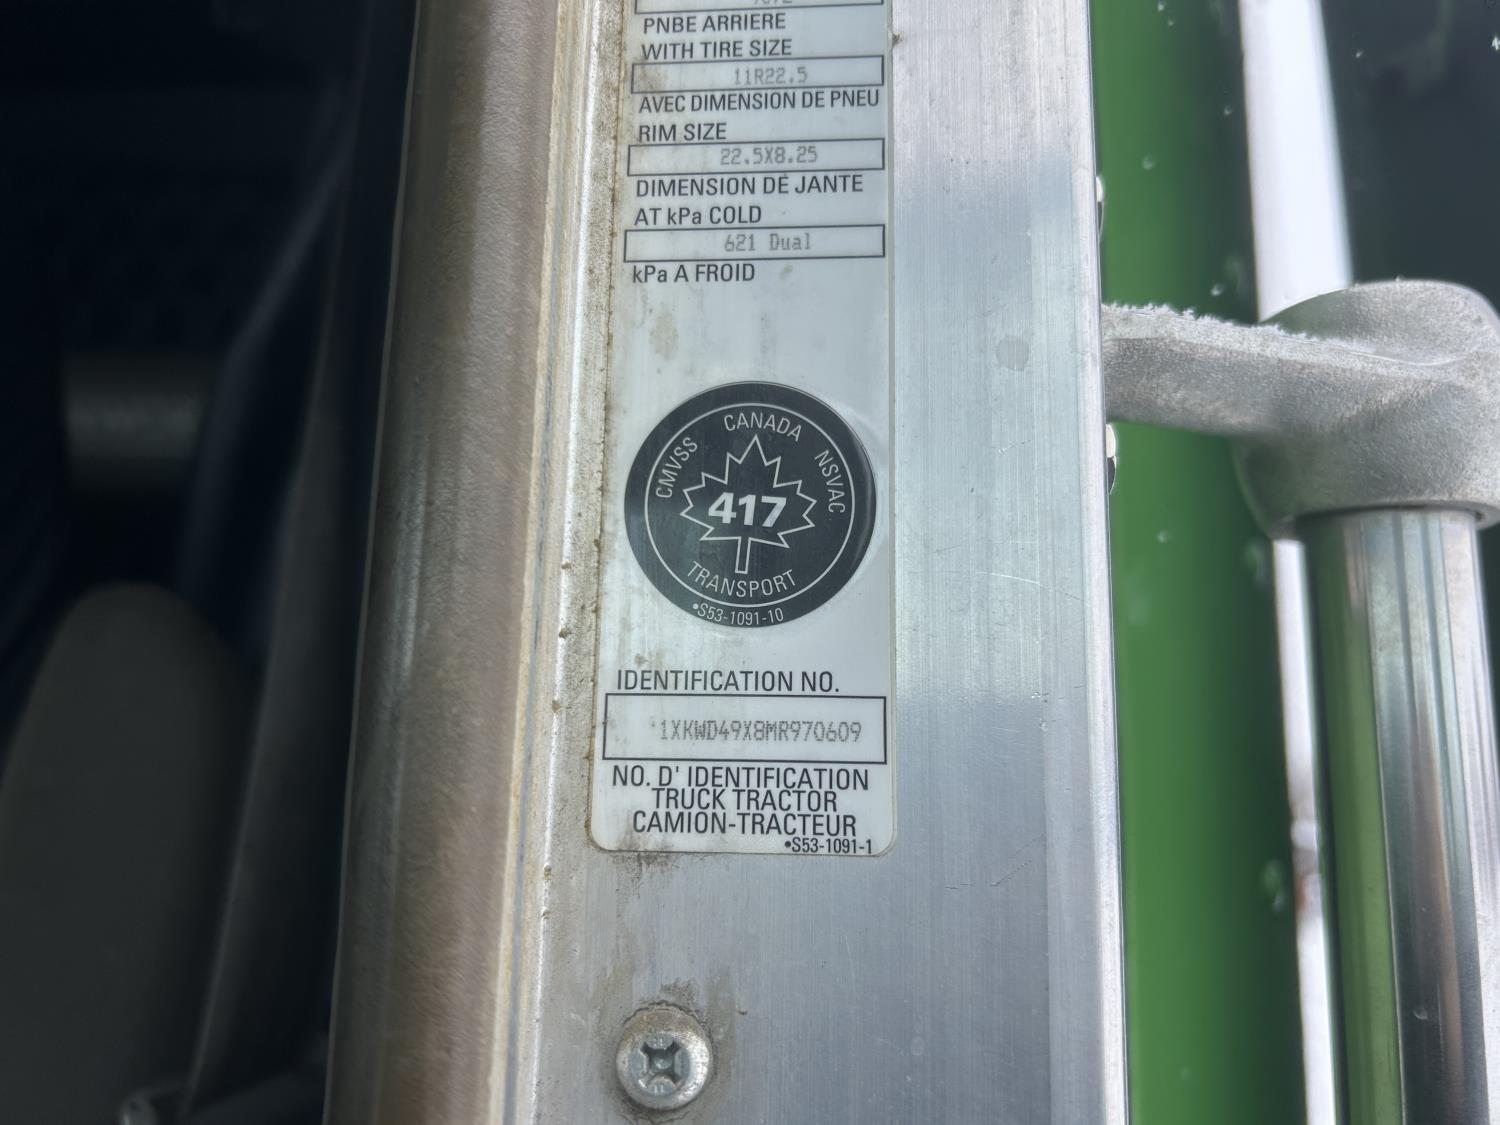 PNBE ARRIERE
WITH TIRE SIZE
11R22.5
AVEC DIMENSION DE PNEU
RIM SIZE
22.5X8.25
DIMENSION DE JANTE
AT kPa COLD
621 Dual
kPa A FROID
CANADA
CMVSS
NSVAC
417
TRANSPORT
•S53-1091-10
IDENTIFICATION NO.
1XKWD49X8MR970609
NO. D' IDENTIFICATION
TRUCK TRACTOR
CAMION-TRACTEUR
•S53-1091-1